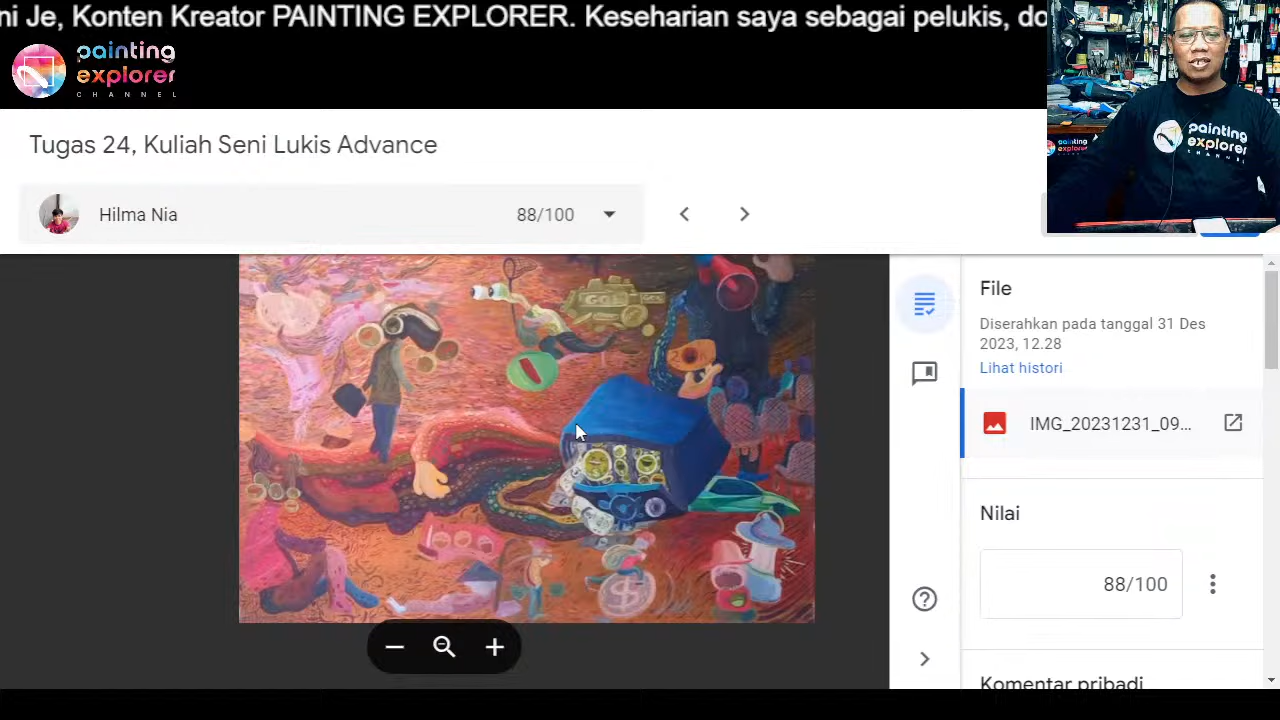 ni Je, Konten Kreator PAINTING EXPLORER. Keseharian saya sebagai pelukis, do
painting
explorer
CHANNEL
painting
explorer
CHANNEL
painting
explorer
Tugas 24, Kuliah Seni Lukis Advance
Hilma Nia
88/100
File
Diserahkan pada tanggal 31 Des
2023, 12.28
Lihat histori
IMG_20231231_09...
Nilai
88/100
Komentar pribadi
$